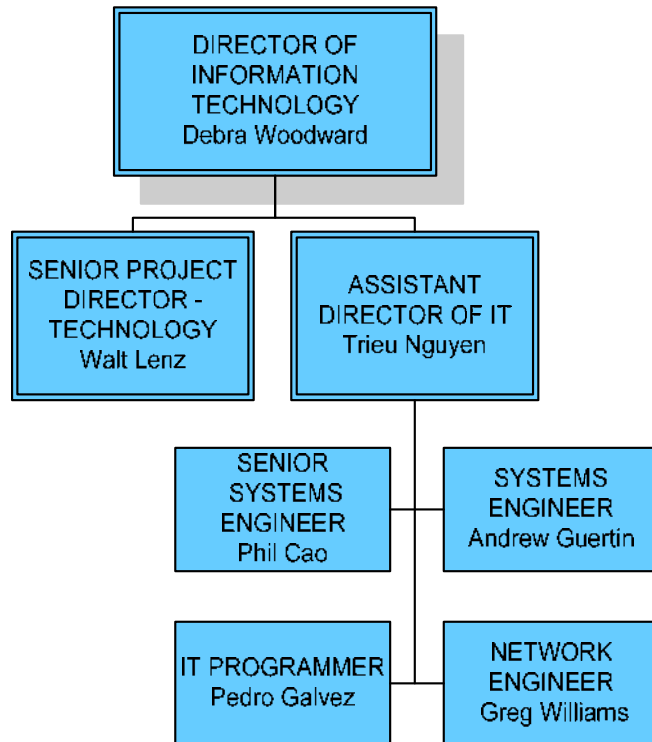 DIRECTOR OF
INFORMATION
TECHNOLOGY
Debra Woodward
SENIOR PROJECT
DIRECTOR -
TECHNOLOGY
Walt Lenz
ASSISTANT
DIRECTOR OF IT
Trieu Nguyen
SENIOR
SYSTEMS
ENGINEER
Phil Cao
SYSTEMS
ENGINEER
Andrew Guertin
IT PROGRAMMER
Pedro Galvez
NETWORK
ENGINEER
Greg Williams